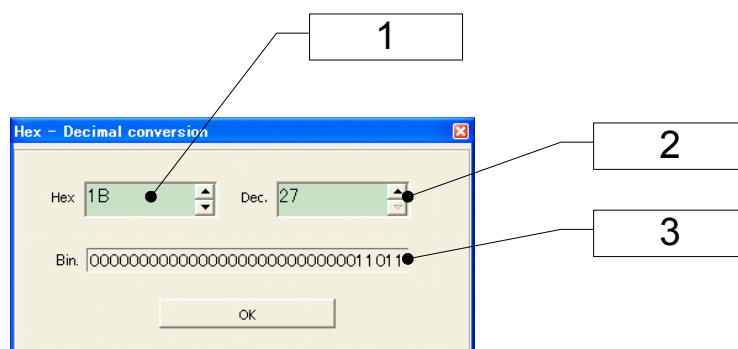 1
Hex - Decimal conversion
2
Hex 1B Dec. 27
3
Bin. 00000000000000000000000000011011
OK